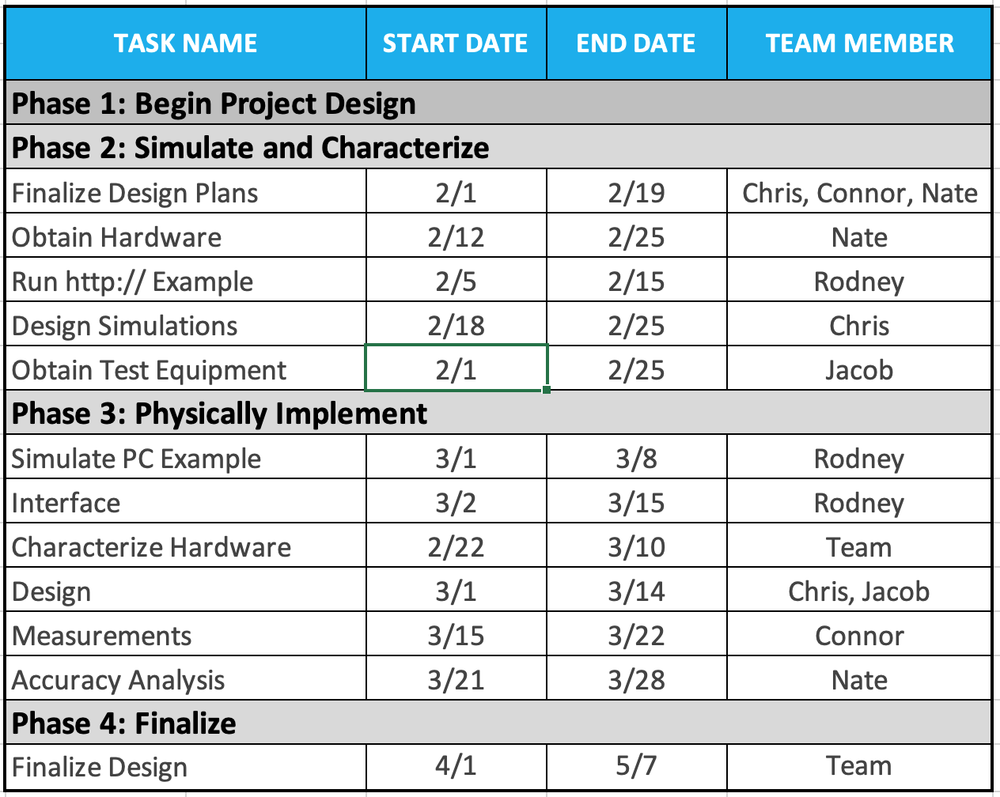 TASK NAME START DATE END DATE TEAM MEMBER
Phase 1: Begin Project Design
Phase 2: Simulate and Characterize
Finalize Design Plans 2/1 2/19 Chris, Connor, Nate
Obtain Hardware 2/12 2/25 Nate
Run http:// Example 2/5 2/15 Rodney
Design Simulations 2/18 2/25 Chris
Obtain Test Equipment 2/1 2/25 Jacob
Phase 3: Physically Implement
Simulate PC Example 3/1 3/8 Rodney
Interface 3/2 3/15 Rodney
Characterize Hardware 2/22 3/10 Team
Design 3/1 3/14 Chris, Jacob
Measurements 3/15 3/22 Connor
Accuracy Analysis 3/21 3/28 Nate
Phase 4: Finalize
Finalize Design 4/1 5/7 Team